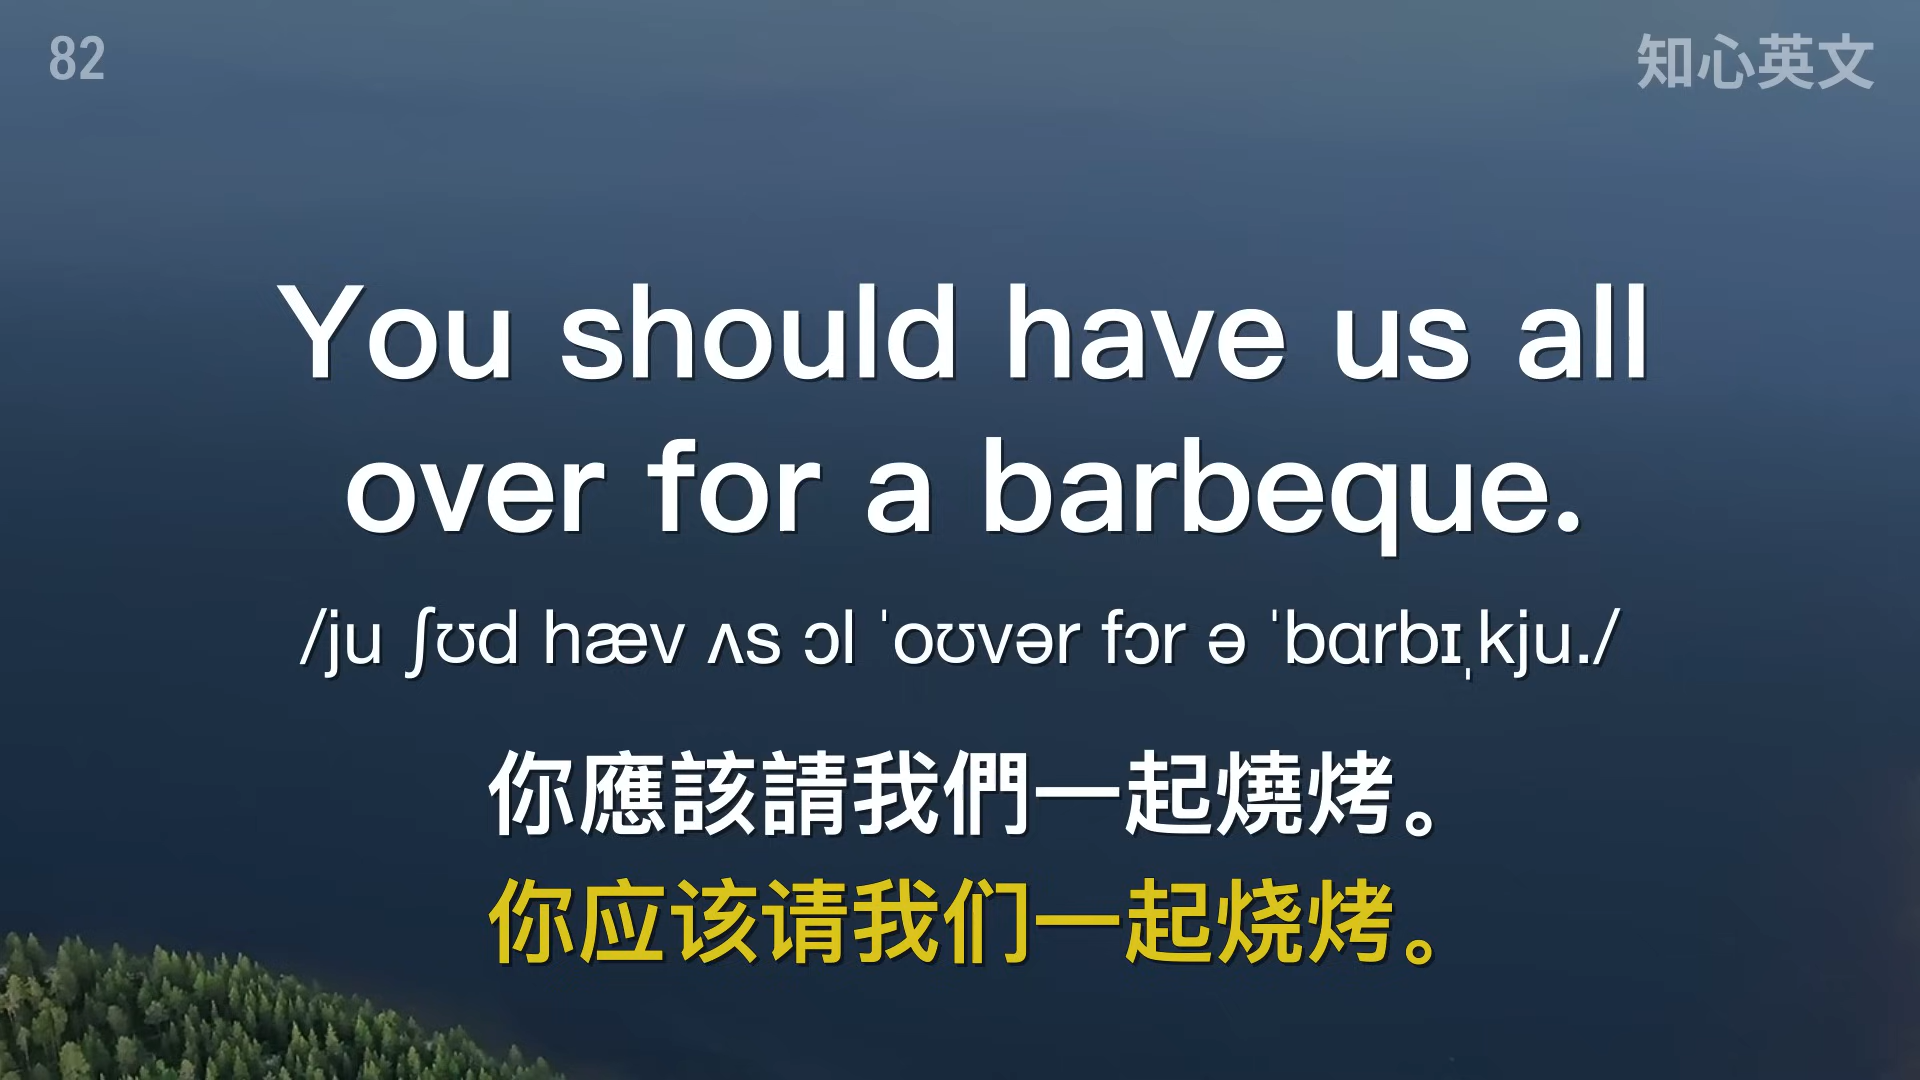 82
知心英文
You should have us all
over for a barbeque.
/ju ʃʊd hæv ʌs ɔl ˈoʊvər fɔr ə ˈbɑrbɪˌkju./
你應該請我們一起燒烤。
你应该请我们一起烧烤。